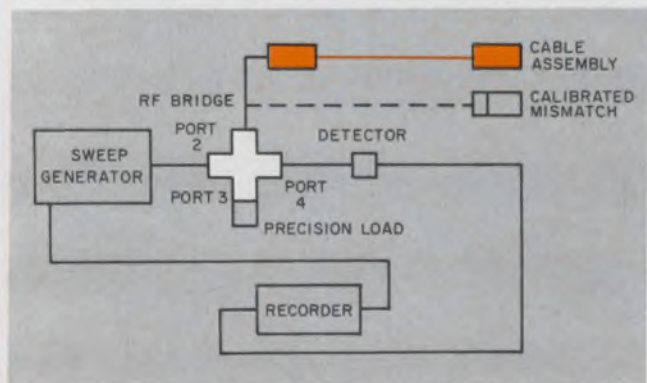 CABLE
ASSEMBLY
RF BRIDGE
CALIBRATED
MISMATCH
PORT
2
DETECTOR
SWEEP
GENERATOR
PORT 3
PORT
4
PRECISION LOAD
RECORDER